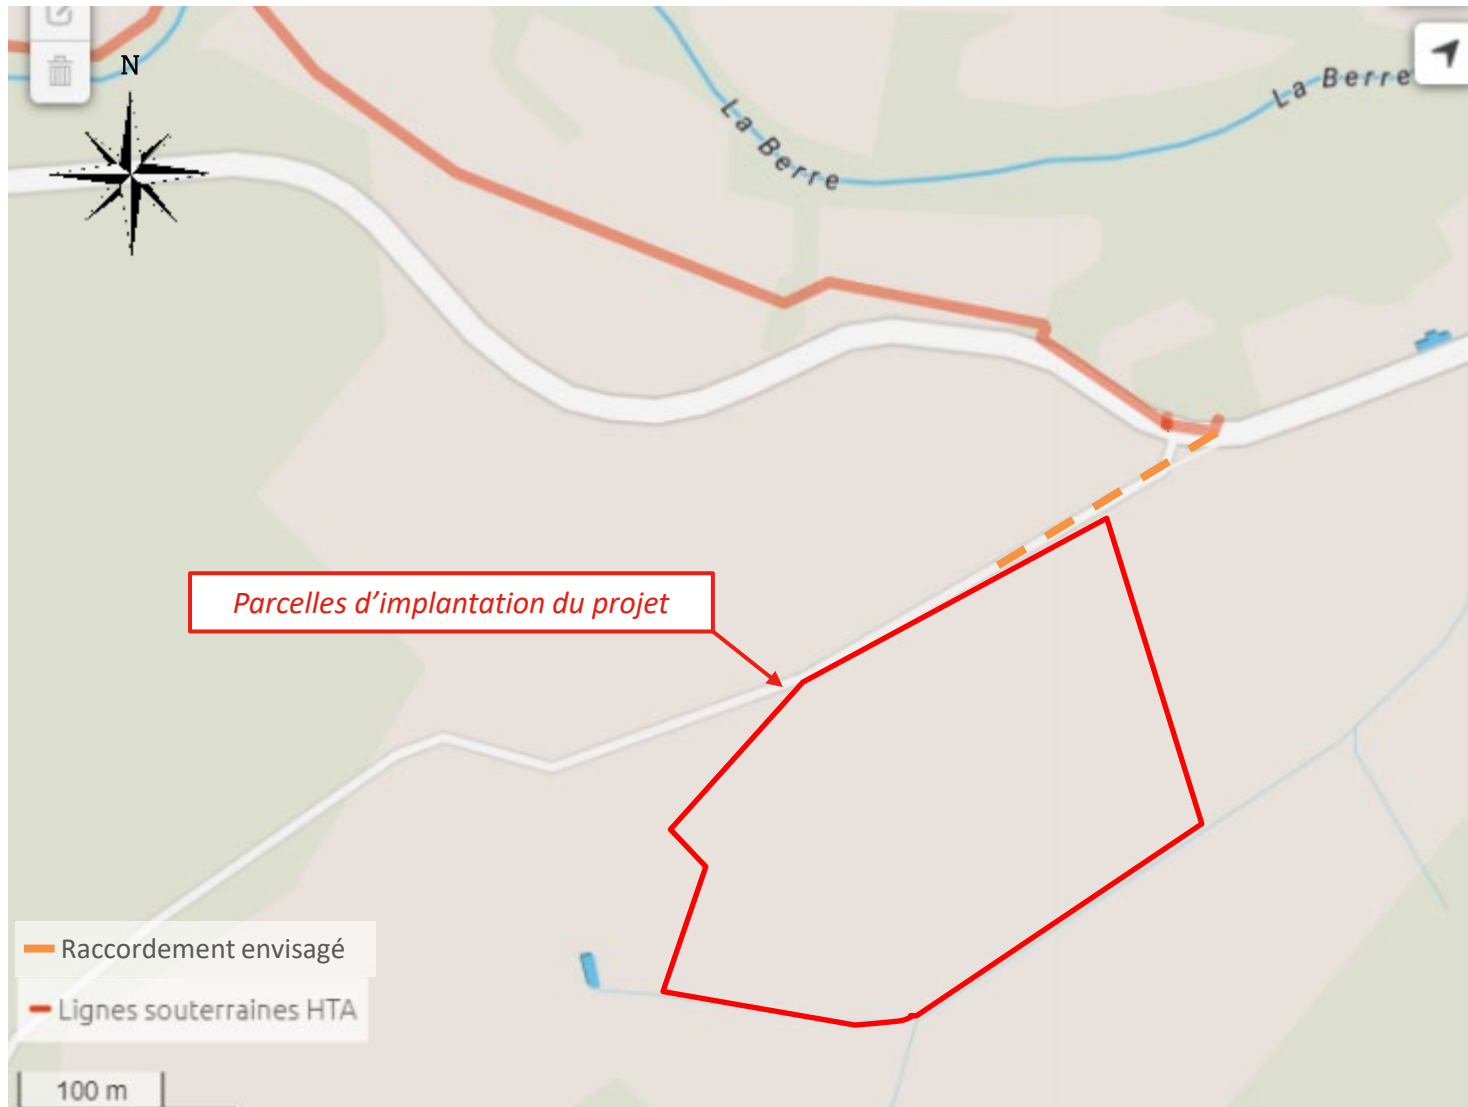 N
La Berre
La Berre
Parcelles d'implantation du projet
Raccordement envisagé
Lignes souterraines HTA
100 m